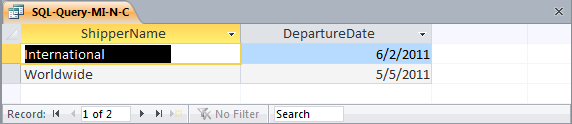 SQL-Query-MI-N-C
ShipperName DepartureDate
International 6/2/2011
Worldwide 5/5/2011
Record: 1 of 2 No Filter Search